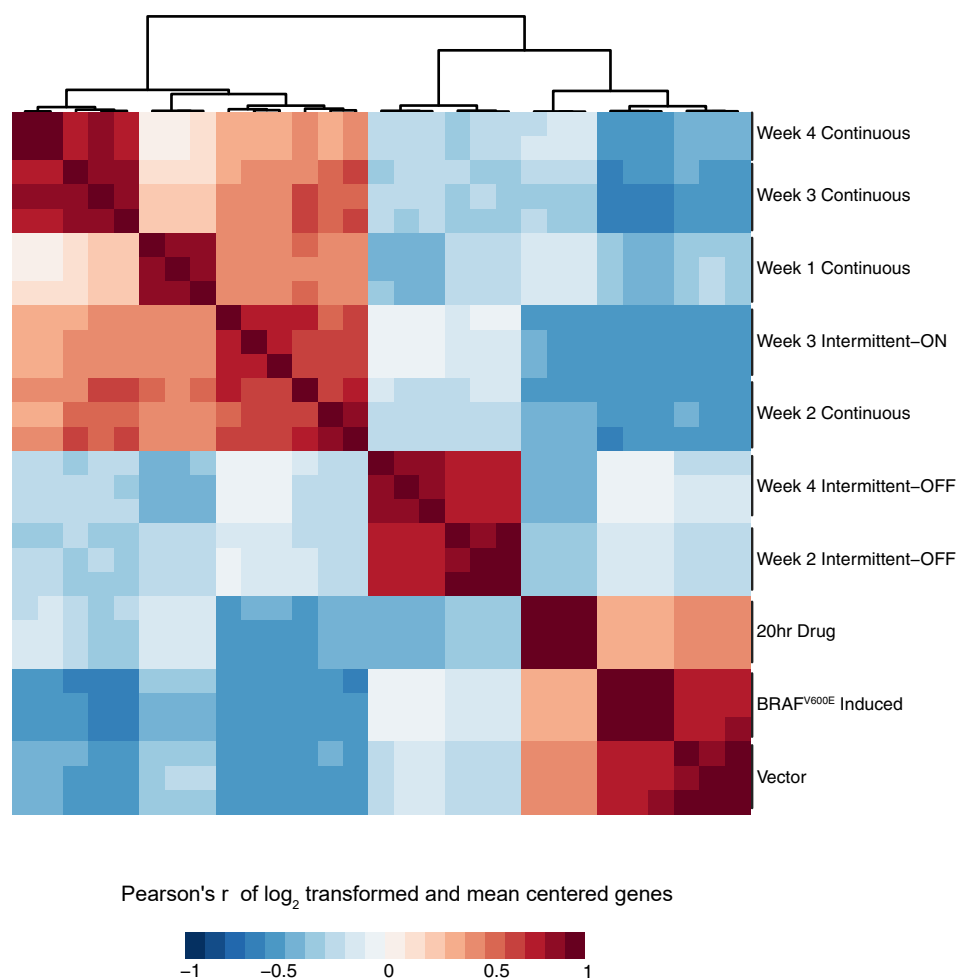 Week 4 Continuous
Week 3 Continuous
Week 1 Continuous
Week 3 Intermittent–ON
Week 2 Continuous
Week 4 Intermittent–OFF
Week 2 Intermittent–OFF
20hr Drug
BRAFV600E Induced
Vector
Pearson's r of log2 transformed and mean centered genes
−1 −0.5 0 0.5 1